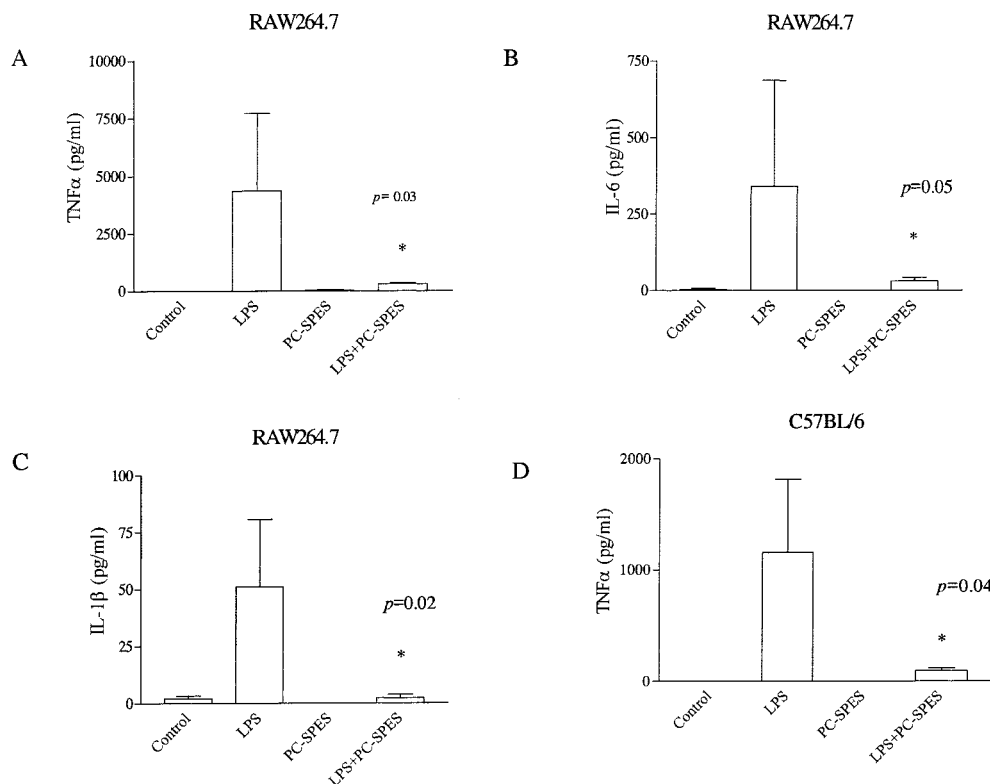 RAW264.7
A
10000
7500
5000
2500
0
TNFα (pg/ml)
p= 0.03
*
Control
LPS
PC-SPES
LPS+PC-SPES
RAW264.7
B
750
500
250
0
IL-6 (pg/ml)
p=0.05
*
Control
LPS
PC-SPES
LPS+PC-SPES
RAW264.7
C
100
75
50
25
0
IL-1β (pg/ml)
p=0.02
*
Control
LPS
PC-SPES
LPS+PC-SPES
C57BL/6
D
2000
1000
0
TNFα (pg/ml)
p=0.04
*
Control
LPS
PC-SPES
LPS+PC-SPES